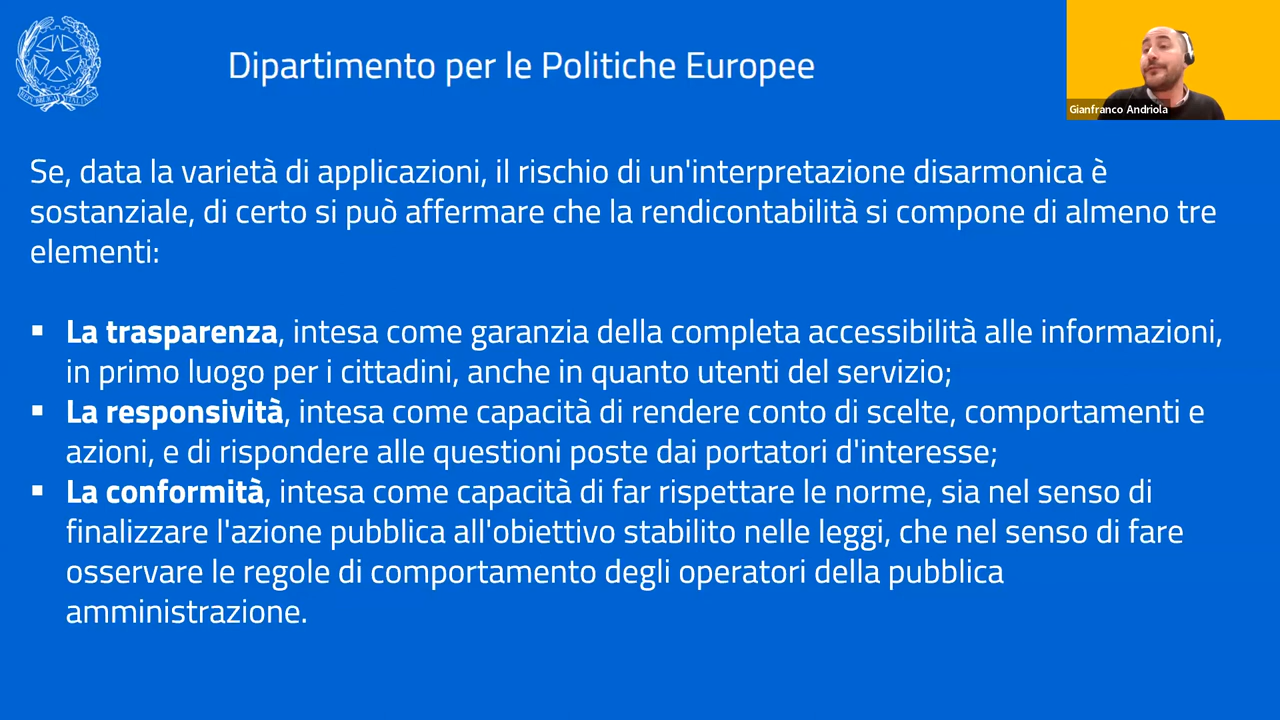 Dipartimento per le Politiche Europee
REPVBBLICA ITALIANA
Gianfranco Andriola
Se, data la varietà di applicazioni, il rischio di un'interpretazione disarmonica è
sostanziale, di certo si può affermare che la rendicontabilità si compone di almeno tre
elementi:
▪ La trasparenza, intesa come garanzia della completa accessibilità alle informazioni,
in primo luogo per i cittadini, anche in quanto utenti del servizio;
▪ La responsività, intesa come capacità di rendere conto di scelte, comportamenti e
azioni, e di rispondere alle questioni poste dai portatori d'interesse;
▪ La conformità, intesa come capacità di far rispettare le norme, sia nel senso di
finalizzare l'azione pubblica all'obiettivo stabilito nelle leggi, che nel senso di fare
osservare le regole di comportamento degli operatori della pubblica
amministrazione.